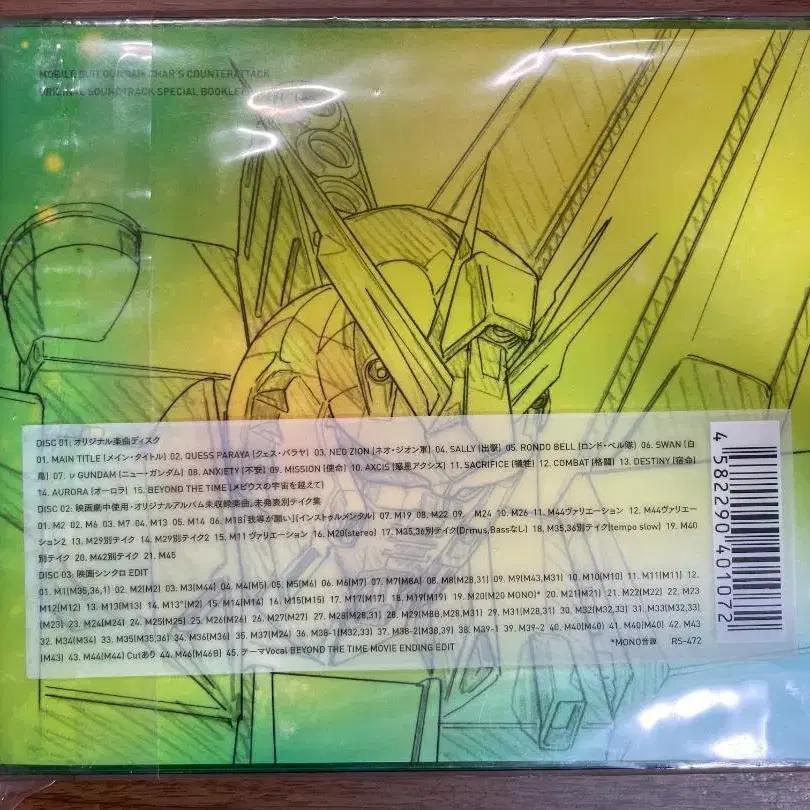 MOBILE SUIT GUNDAM CHAR'S COUNTERATTACK
ORIGINAL SOUNDTRACK SPECIAL BOOKLET
DISC 01: オリジナル楽曲ディスク
01. MAIN TITLE [メイン・タイトル] 02. QUESS PARAYA [クェス・パラヤ] 03. NEO ZION [ネオ・ジオン軍] 04. SALLY [出撃] 05. RONDO BELL [ロンド・ベル隊] 06. SWAN [白
鳥] 07. ν GUNDAM [ニュー・ガンダム] 08. ANXIETY [不安] 09. MISSION [使命] 10. AXCIS [惑星アクシズ] 11. SACRIFICE [犠牲] 12. COMBAT [格闘] 13. DESTINY [宿命]
14. AURORA [オーロラ] 15. BEYOND THE TIME [メビウスの宇宙を越えて]
DISC 02: 映画劇中使用・オリジナルアルバム未収録楽曲、未発表別テイク集
01. M2 02. M6 03. M7 04. M13 05. M14 06. M18「我等が願い」[インストゥルメンタル] 07. M19 08. M22 09. M24 10. M26 11. M44ヴァリエーション 12. M44ヴァリエー
ション2 13. M29別テイク 14. M29別テイク2 15. M11 ヴァリエーション 16. M20(stereo) 17. M35,36別テイク(Drmus,Bassなし) 18. M35,36別テイク(tempo slow) 19. M40
別テイク 20. M42別テイク 21. M45
DISC 03: 映画シンクロ EDIT
01. M1(M35,36,1) 02. M2(M2) 03. M3(M44) 04. M4(M5) 05. M5(M6) 06. M6(M7) 07. M7(M8A) 08. M8(M28,31) 09. M9(M43,M31) 10. M10(M10) 11. M11(M11) 12.
M12(M12) 13. M13(M13) 14. M13"(M2) 15. M14(M14) 16. M15(M15) 17. M17(M17) 18. M19(M19) 19. M20(M20 MONO)* 20. M21(M21) 21. M22(M22) 22. M23
(M23) 23. M24(M24) 24. M25(M25) 25. M26(M26) 26. M27(M27) 27. M28(M28,31) 28. M29(M8B,M28,M31) 29. M31(M28,31) 30. M32(M32,33) 31. M33(M32,33)
32. M34(M34) 33. M35(M35,36) 34. M36(M36) 35. M37(M24) 36. M38-1(M32,33) 37. M38-2(M38,39) 38. M39-1 39. M39-2 40. M40(M40) 41. M40(M40) 42. M43
(M43) 43. M44(M44) Cutあり 44. M46(M46B) 45. テーマVocal BEYOND THE TIME MOVIE ENDING EDIT
*MONO音源 RS-472
4 582290 401072